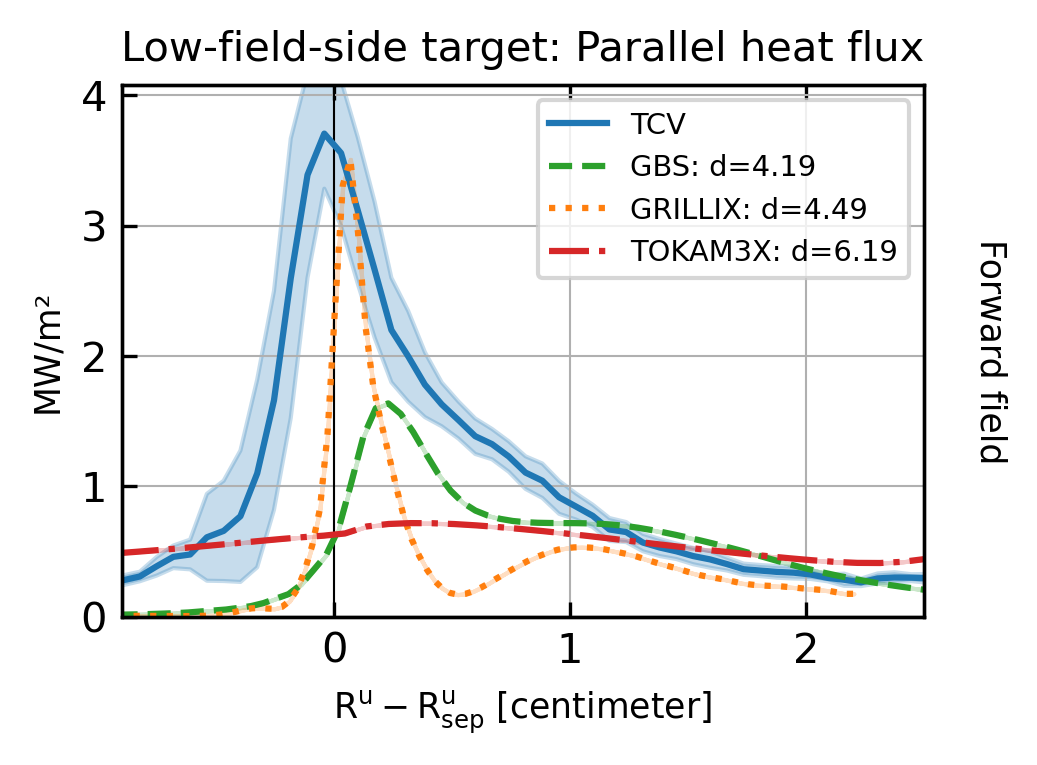 Low-field-side target: Parallel heat flux
4
3
2
1
0
MW/m²
TCV
GBS: d=4.19
GRILLIX: d=4.49
TOKAM3X: d=6.19
Forward field
0 1 2
Rᵘ − Rᵘsep [centimeter]